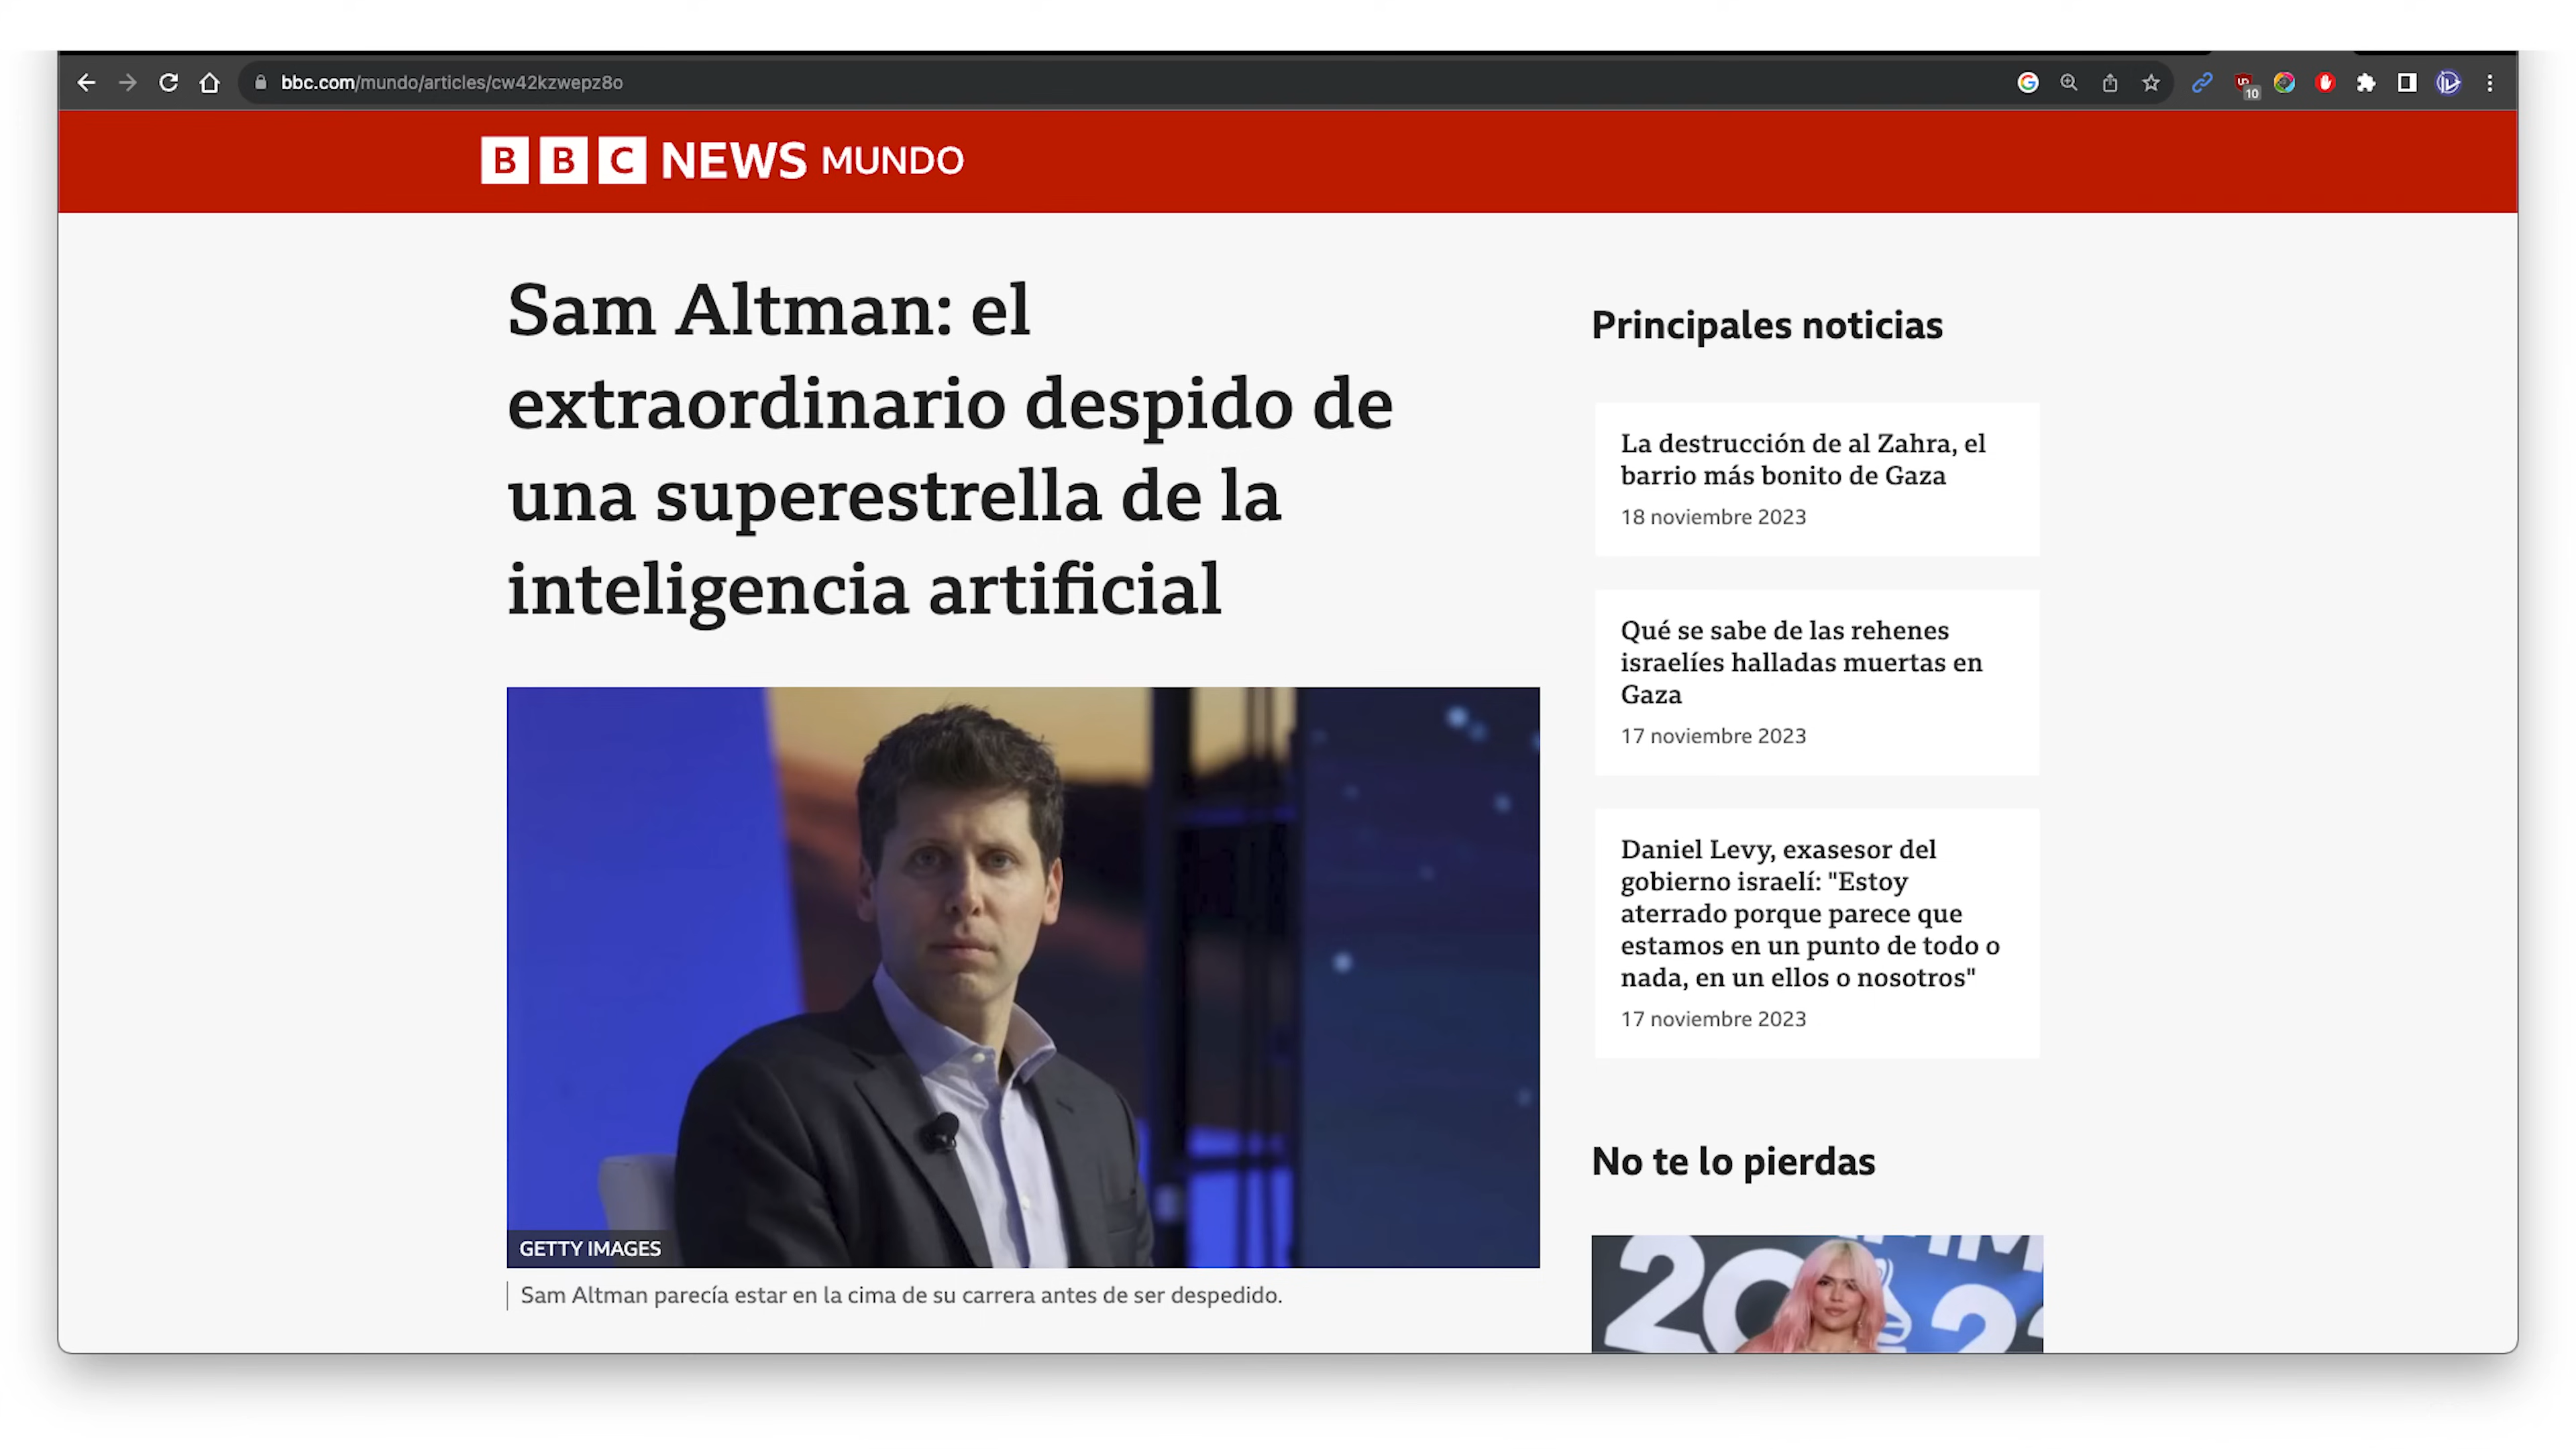 bbc.com/mundo/articles/cw42kzwepz8o
10
BBC NEWS MUNDO
Sam Altman: el
extraordinario despido de
una superestrella de la
inteligencia artificial
GETTY IMAGES
Sam Altman parecía estar en la cima de su carrera antes de ser despedido.
Principales noticias
La destrucción de al Zahra, el
barrio más bonito de Gaza
18 noviembre 2023
Qué se sabe de las rehenes
israelíes halladas muertas en
Gaza
17 noviembre 2023
Daniel Levy, exasesor del
gobierno israelí: "Estoy
aterrado porque parece que
estamos en un punto de todo o
nada, en un ellos o nosotros"
17 noviembre 2023
No te lo pierdas